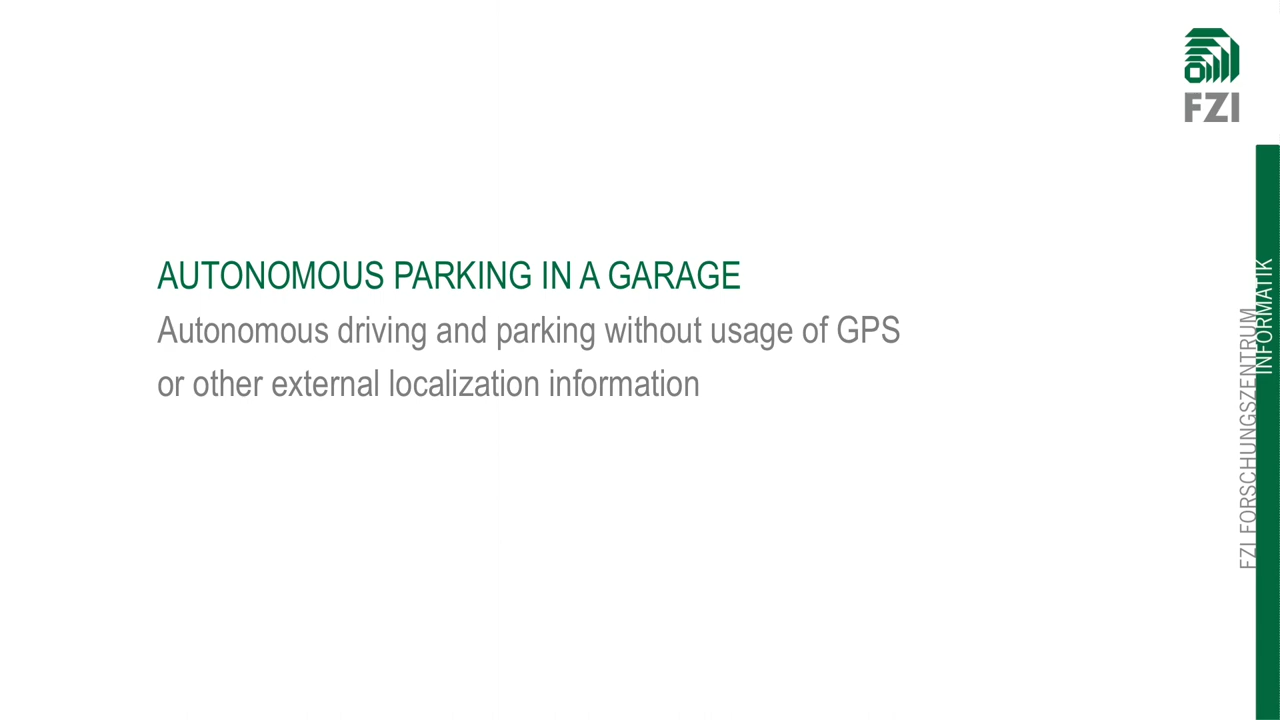 FZI
AUTONOMOUS PARKING IN A GARAGE
Autonomous driving and parking without usage of GPS
or other external localization information
FZI FORSCHUNGSZENTRUM
INFORMATIK